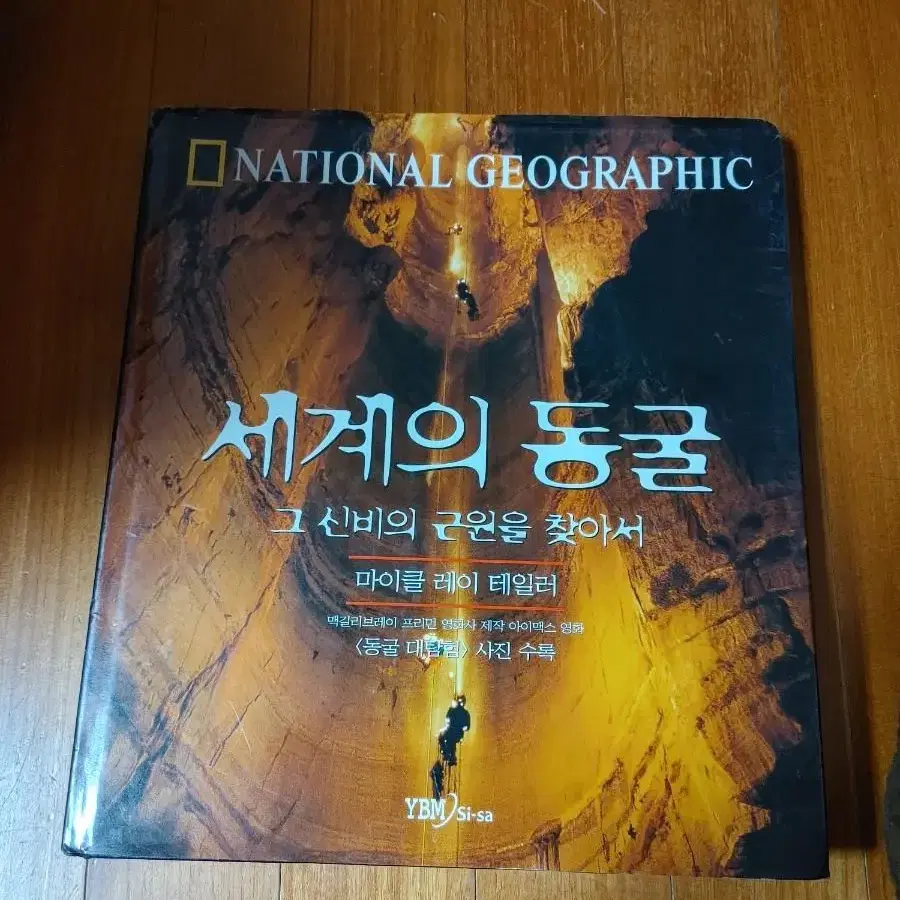 NATIONAL GEOGRAPHIC
세계의 동굴
그 신비의 근원을 찾아서
마이클 레이 테일러
맥길리브레이 프리먼 영화사 제작 아이맥스 영화
〈동굴 대탐험〉 사진 수록
YBM Si-sa